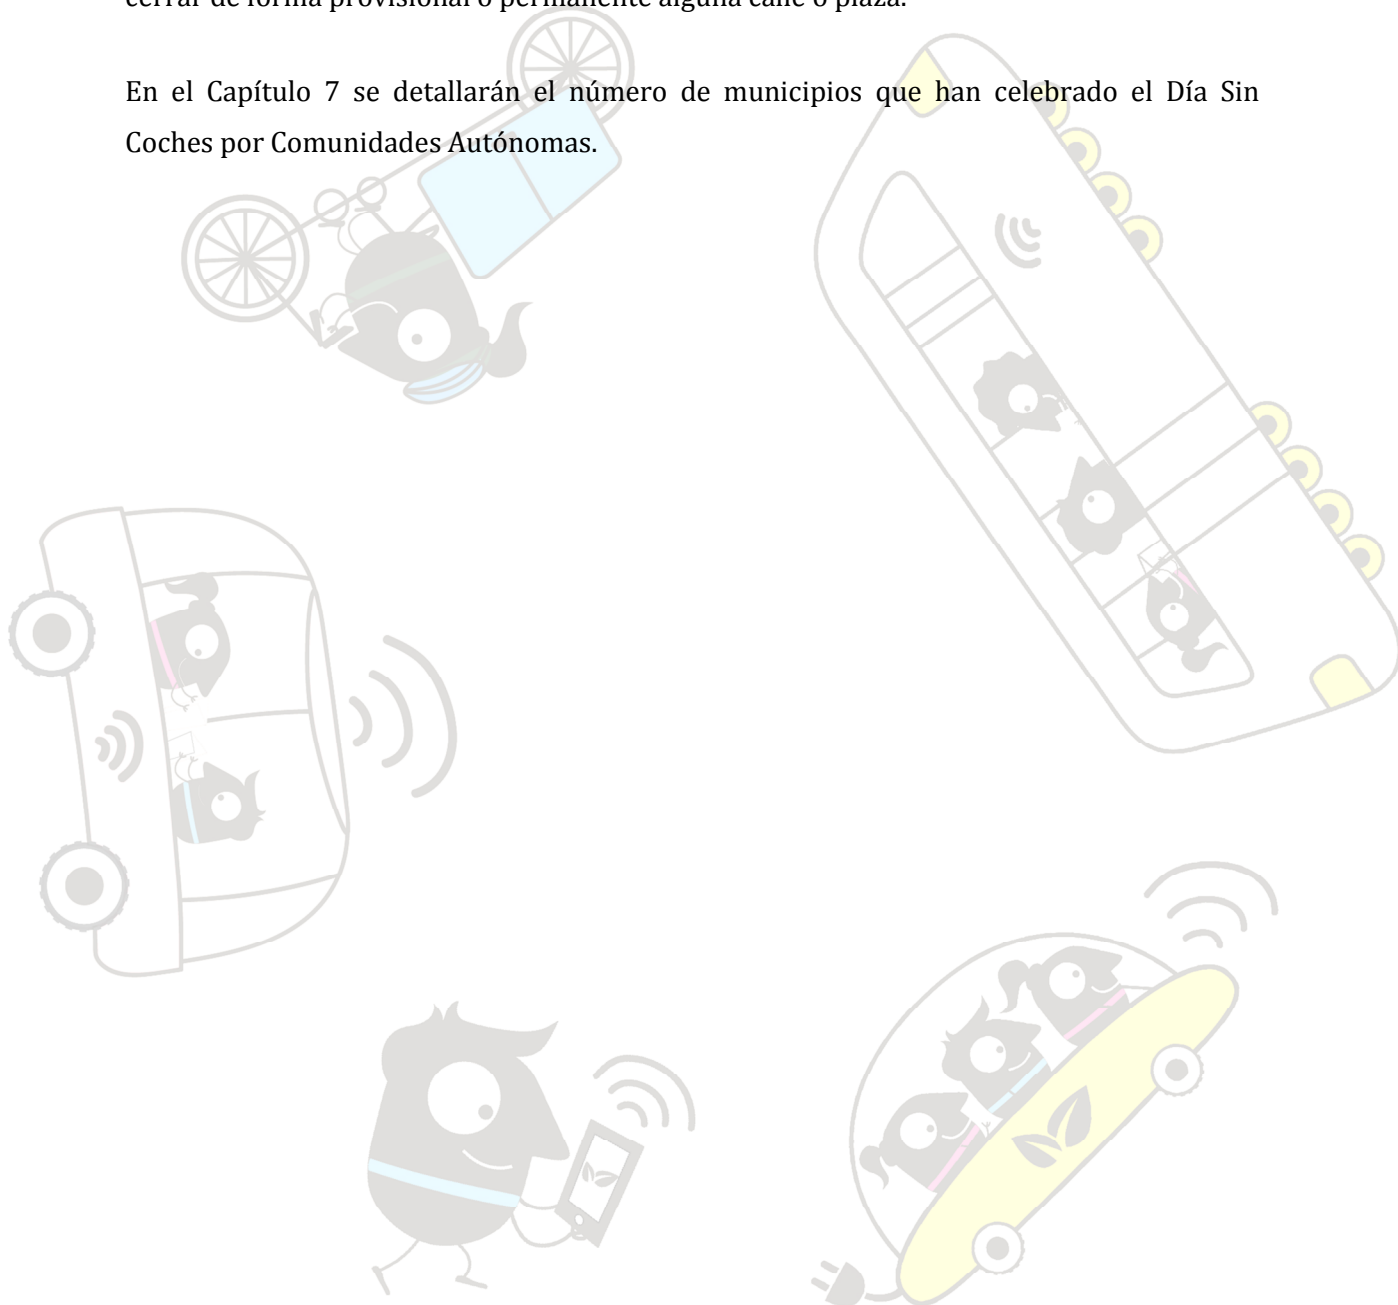 cerrar de forma provisional o permanente alguna calle o plaza.
En el Capítulo 7 se detallarán el número de municipios que han celebrado el Día Sin
Coches por Comunidades Autónomas.